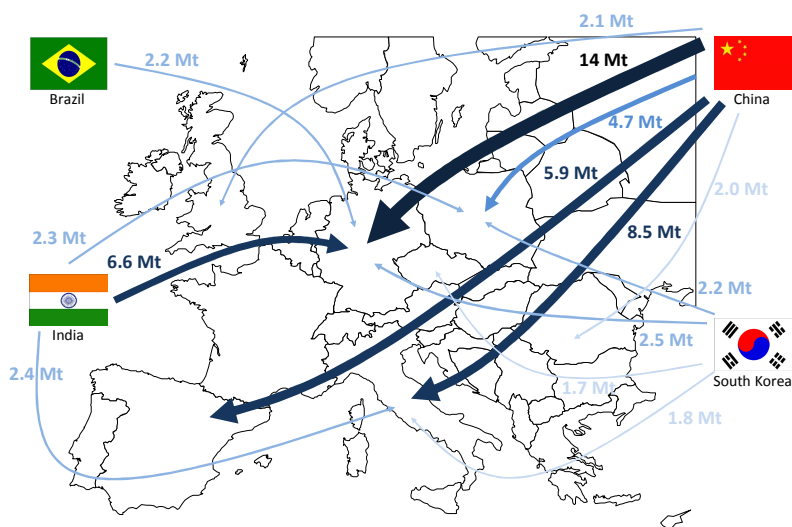 2.1 Mt
2.2 Mt
14 Mt
Brazil
China
4.7 Mt
5.9 Mt
2.0 Mt
2.3 Mt
8.5 Mt
6.6 Mt
2.2 Mt
India
2.5 Mt
2.4 Mt
1.7 Mt
South Korea
1.8 Mt